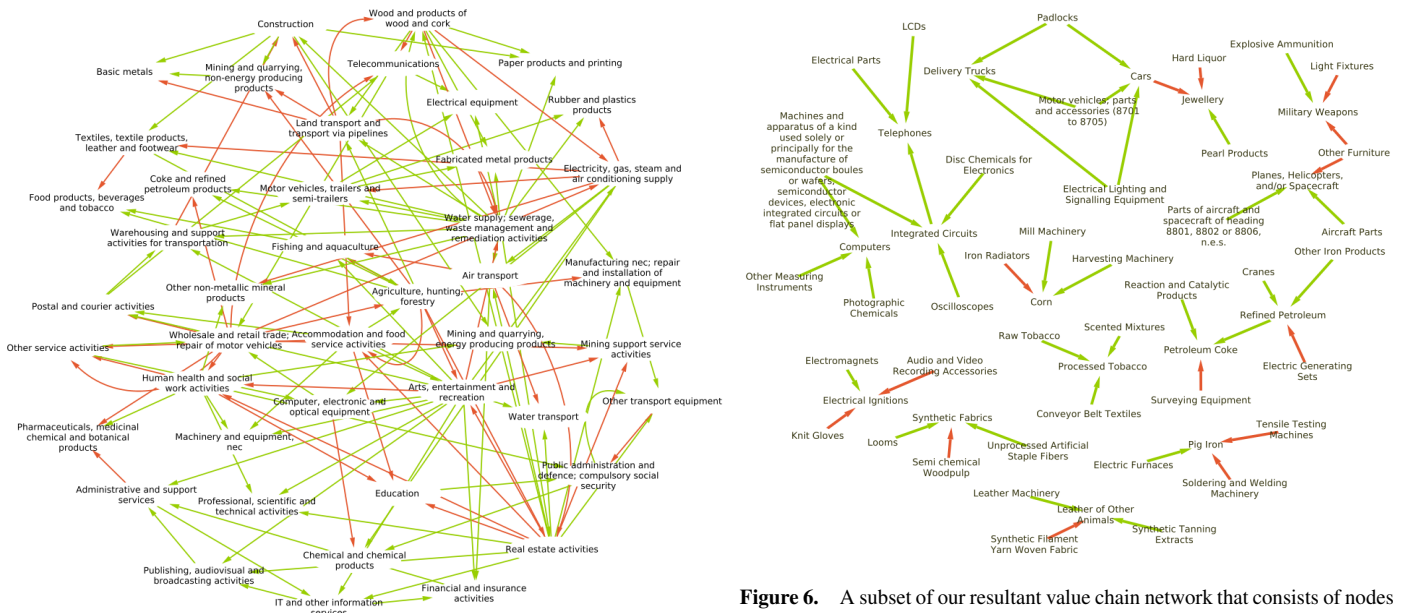 Construction
Wood and products of
wood and cork
Basic metals
Mining and quarrying,
non-energy producing
products
Telecommunications
Paper products and printing
Electrical equipment
Rubber and plastics
products
Land transport and
transport via pipelines
Textiles, textile products,
leather and footwear
Fabricated metal products
Electricity, gas, steam and
air conditioning supply
Coke and refined
petroleum products
Motor vehicles, trailers and
semi-trailers
Food products, beverages
and tobacco
Water supply; sewerage,
waste management and
remediation activities
Warehousing and support
activities for transportation
Fishing and aquaculture
Air transport
Manufacturing nec; repair
and installation of
machinery and equipment
Other non-metallic mineral
products
Agriculture, hunting,
forestry
Postal and courier activities
Wholesale and retail trade;
repair of motor vehicles
Accommodation and food
service activities
Mining and quarrying,
energy producing products
Mining support service
activities
Other service activities
Human health and social
work activities
Arts, entertainment and
recreation
Computer, electronic and
optical equipment
Other transport equipment
Water transport
Pharmaceuticals, medicinal
chemical and botanical
products
Machinery and equipment,
nec
Public administration and
defence; compulsory social
security
Administrative and support
services
Education
Professional, scientific and
technical activities
Real estate activities
Chemical and chemical
products
Publishing, audiovisual and
broadcasting activities
Financial and insurance
activities
IT and other information
services
Padlocks
LCDs
Electrical Parts
Delivery Trucks
Cars
Hard Liquor
Explosive Ammunition
Light Fixtures
Motor vehicles; parts
and accessories (8701
to 8705)
Jewellery
Military Weapons
Machines and
apparatus of a kind
used solely or
principally for the
manufacture of
semiconductor boules
or wafers,
semiconductor
devices, electronic
integrated circuits or
flat panel displays
Telephones
Disc Chemicals for
Electronics
Pearl Products
Other Furniture
Planes, Helicopters,
and/or Spacecraft
Electrical Lighting and
Signalling Equipment
Parts of aircraft and
spacecraft of heading
8801, 8802 or 8806,
n.e.s.
Aircraft Parts
Integrated Circuits
Mill Machinery
Computers
Iron Radiators
Harvesting Machinery
Other Iron Products
Other Measuring
Instruments
Photographic
Chemicals
Oscilloscopes
Corn
Cranes
Reaction and Catalytic
Products
Refined Petroleum
Raw Tobacco
Scented Mixtures
Petroleum Coke
Electromagnets
Audio and Video
Recording Accessories
Processed Tobacco
Electric Generating
Sets
Electrical Ignitions
Conveyor Belt Textiles
Surveying Equipment
Synthetic Fabrics
Knit Gloves
Looms
Unprocessed Artificial
Staple Fibers
Semi chemical
Woodpulp
Tensile Testing
Machines
Pig Iron
Electric Furnaces
Soldering and Welding
Machinery
Leather Machinery
Leather of Other
Animals
Synthetic Tanning
Extracts
Synthetic Filament
Yarn Woven Fabric
Figure 6. A subset of our resultant value chain network that consists of nodes